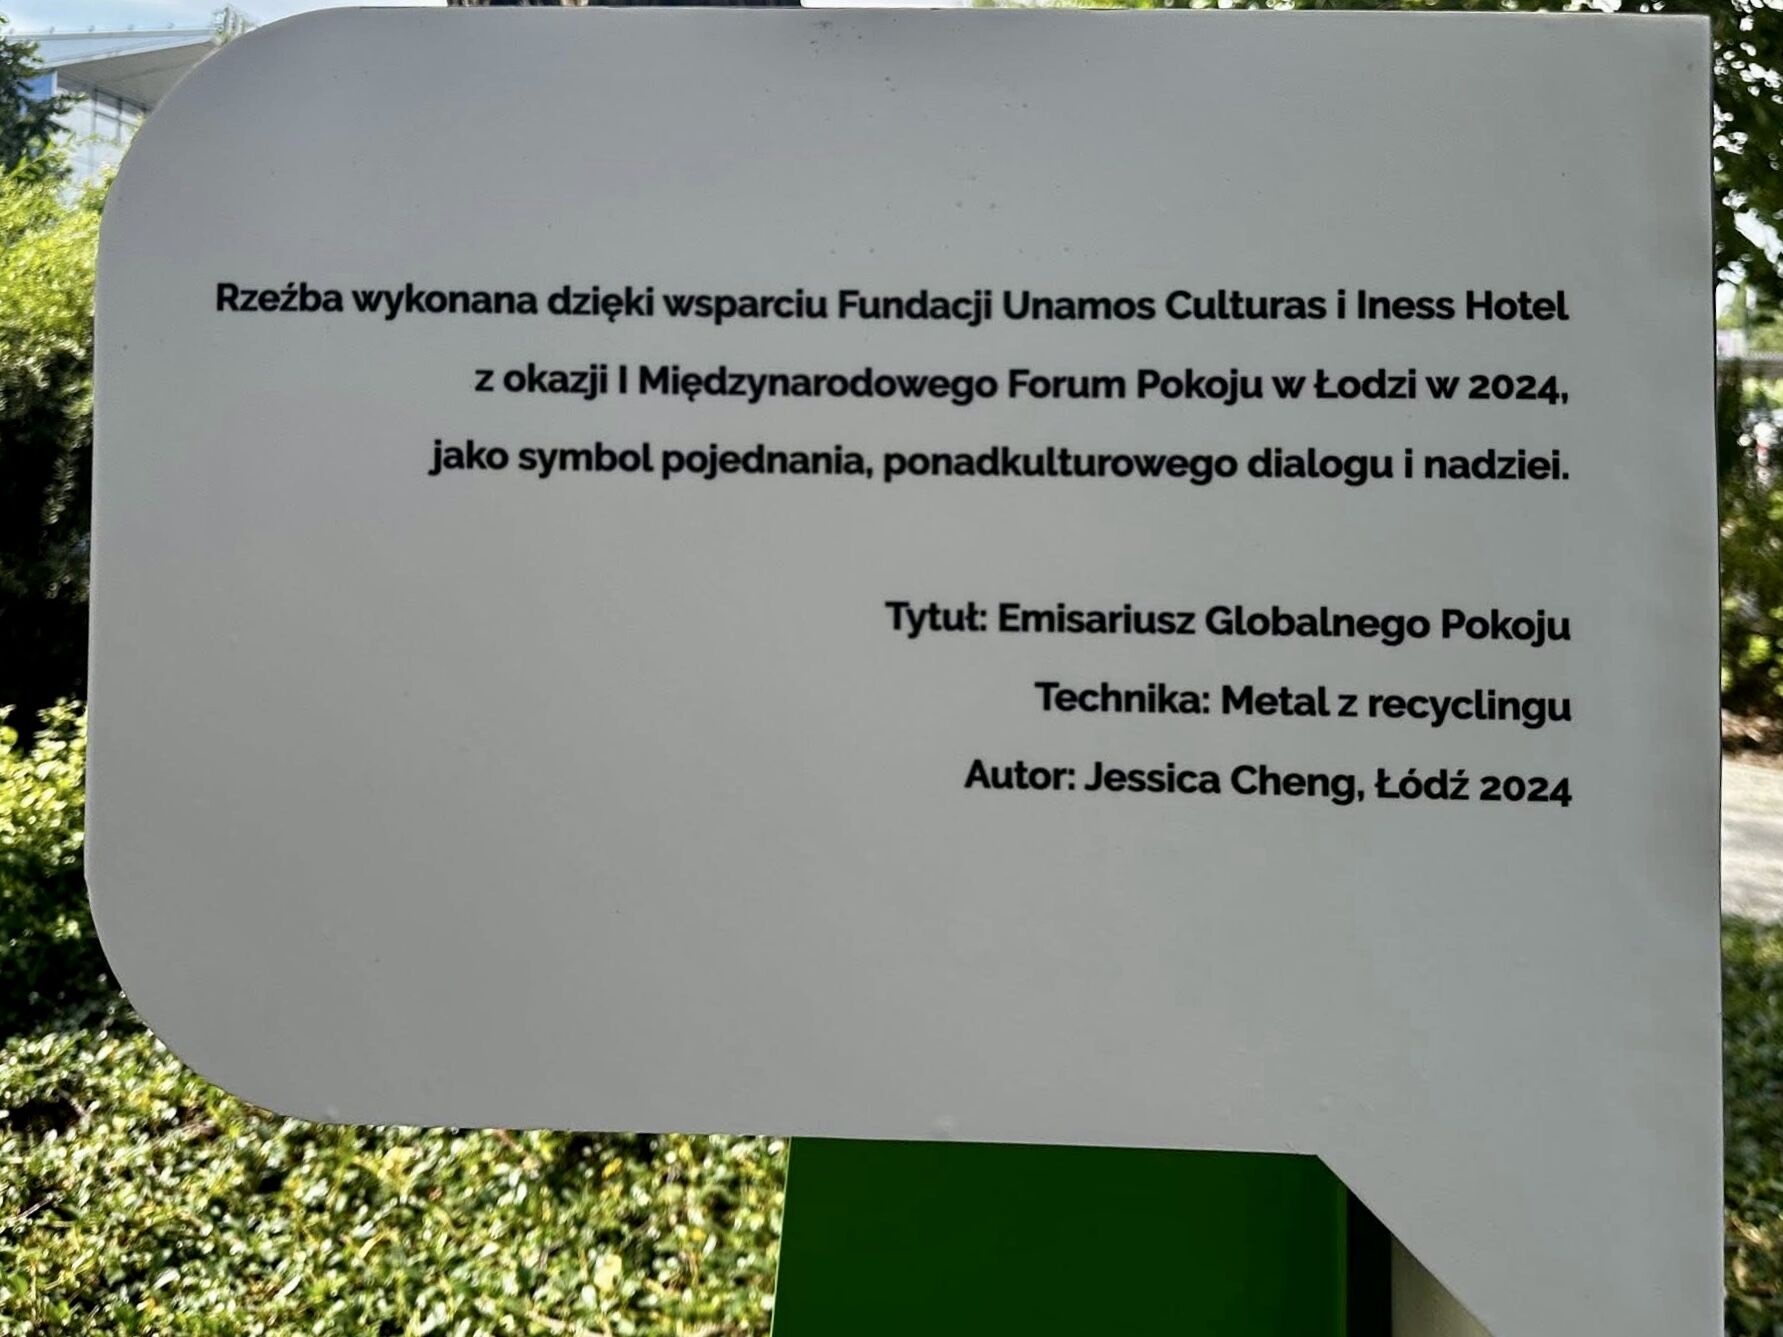 Rzeźba wykonana dzięki wsparciu Fundacji Unamos Culturas i Iness Hotel
z okazji I Międzynarodowego Forum Pokoju w Łodzi w 2024,
jako symbol pojednania, ponadkulturowego dialogu i nadziei.
Tytuł: Emisariusz Globalnego Pokoju
Technika: Metal z recyclingu
Autor: Jessica Cheng, Łódź 2024